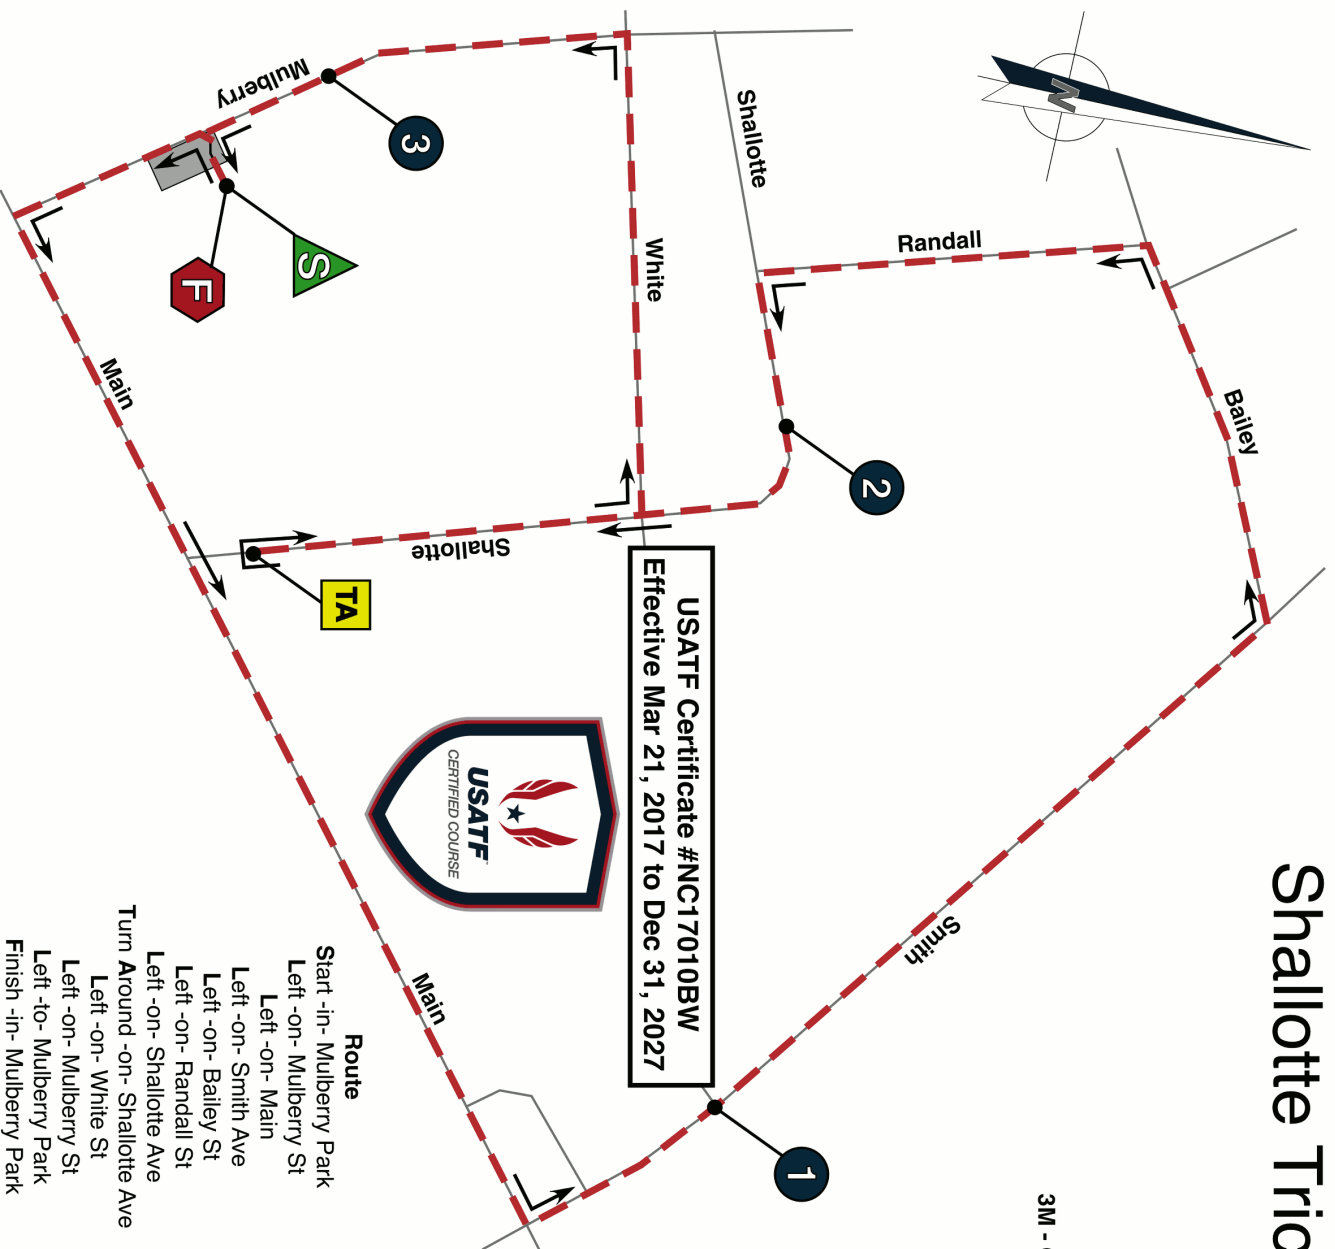 Shallotte Tric
3M -
N
Shallotte
Randall
Bailey
White
Mulberry
3
S
F
2
Main
Shallotte
TA
Smith
USATF Certificate #NC17010BW
Effective Mar 21, 2017 to Dec 31, 2027
USATF
CERTIFIED COURSE
Main
1
Route
Start -in- Mulberry Park
Left -on- Mulberry St
Left -on- Main
Left -on- Smith Ave
Left -on- Bailey St
Left -on- Randall St
Left -on- Shallotte Ave
Turn Around -on- Shallotte Ave
Left -on- White St
Left -on- Mulberry St
Left -to- Mulberry Park
Finish -in- Mulberry Park